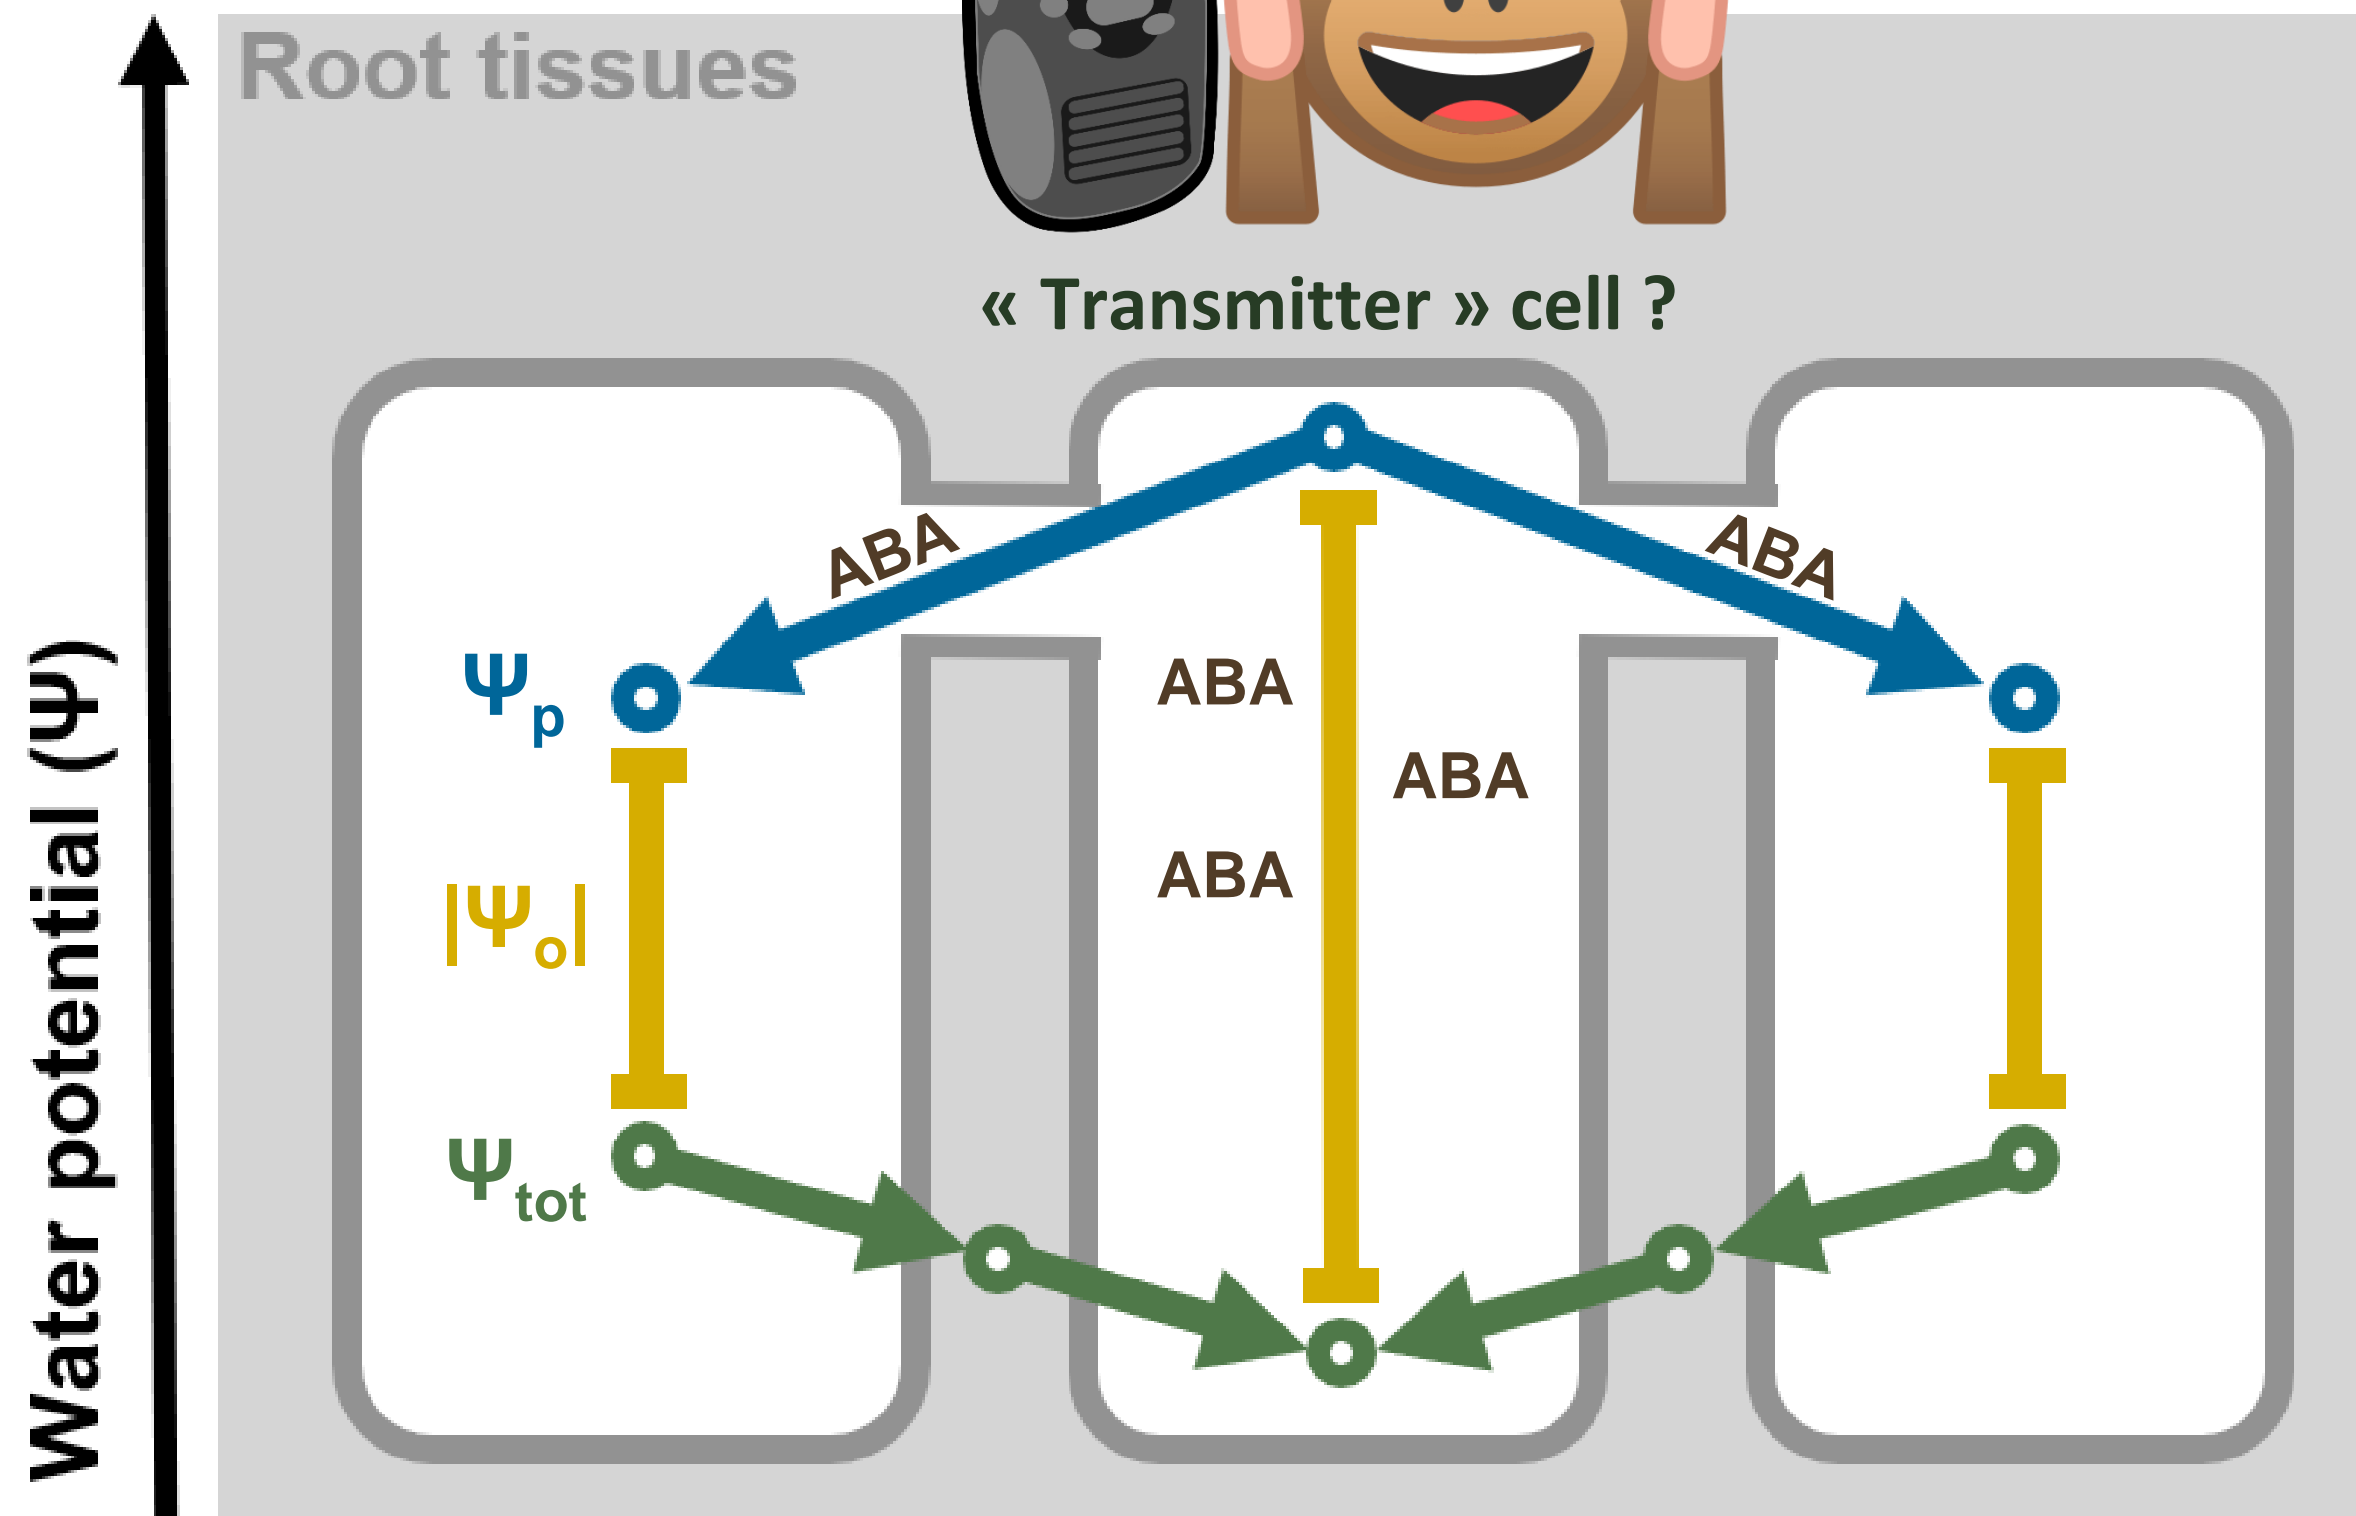 Root tissues
« Transmitter » cell ?
Water potential (Ψ)
ABA
ABA
Ψp
ABA
ABA
|Ψo|
ABA
Ψtot